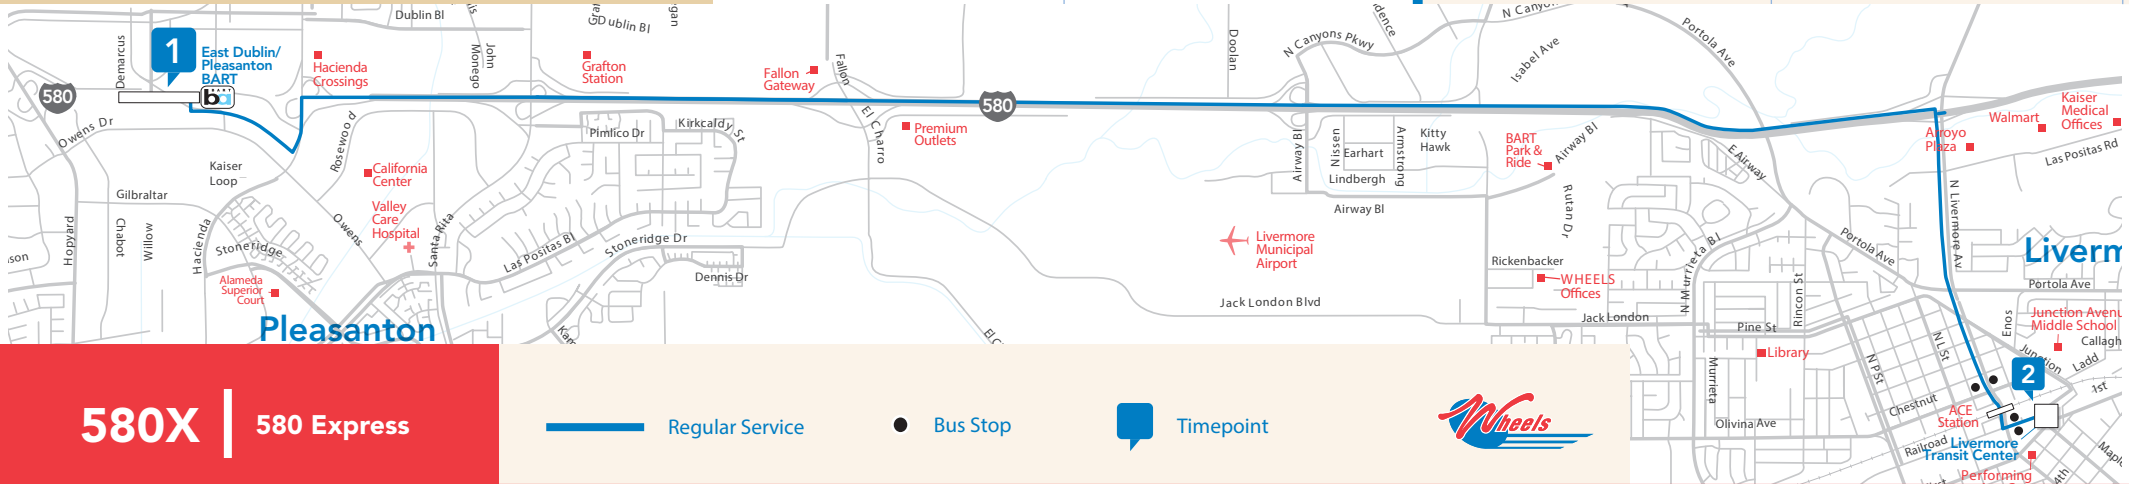 Dublin Bl
Dublin Bl
N Canyons Pkwy
Portola Ave
Isabel Ave
Demarcus
1
East Dublin/
Pleasanton
BART
BART
ba
580
Hacienda
Crossings
John
Monego
Grafton
Station
Fallon
Gateway
Fallon
Doolan
580
El Charro
Premium
Outlets
Owens Dr
Rosewood
Pimlico Dr
Kirkcaldy St
Airway Bl
Nissen
Earhart
Lindbergh
Armstrong
Kitty
Hawk
BART
Park &
Ride
Airway Bl
E Airway
Arroyo
Plaza
Walmart
Kaiser
Medical
Offices
Las Positas Rd
Kaiser
Loop
California
Center
Gilbraltar
Valley
Care
Hospital
Owens
Santa Rita
Hopyard
Chabot
Willow
Hacienda
Stoneridge
Alameda
Superior
Court
Las Positas Bl
Stoneridge Dr
Dennis Dr
Airway Bl
Rutan Dr
Livermore
Municipal
Airport
Rickenbacker
WHEELS
Offices
N Murrieta Bl
Portola Ave
N Livermore Av
Liverm
Portola Ave
Jack London Blvd
Jack London
Rincon St
Pine St
Pleasanton
Library
Murrieta
N P St
N L St
Enos
Junction Avenu
Middle School
Callagh
Junction
Ladd
1st
2
Chestnut
ACE
Station
Olivina Ave
Railroad
Livermore
Transit Center
Performing
Maple
4th
580X
580 Express
Regular Service
Bus Stop
Timepoint
Wheels